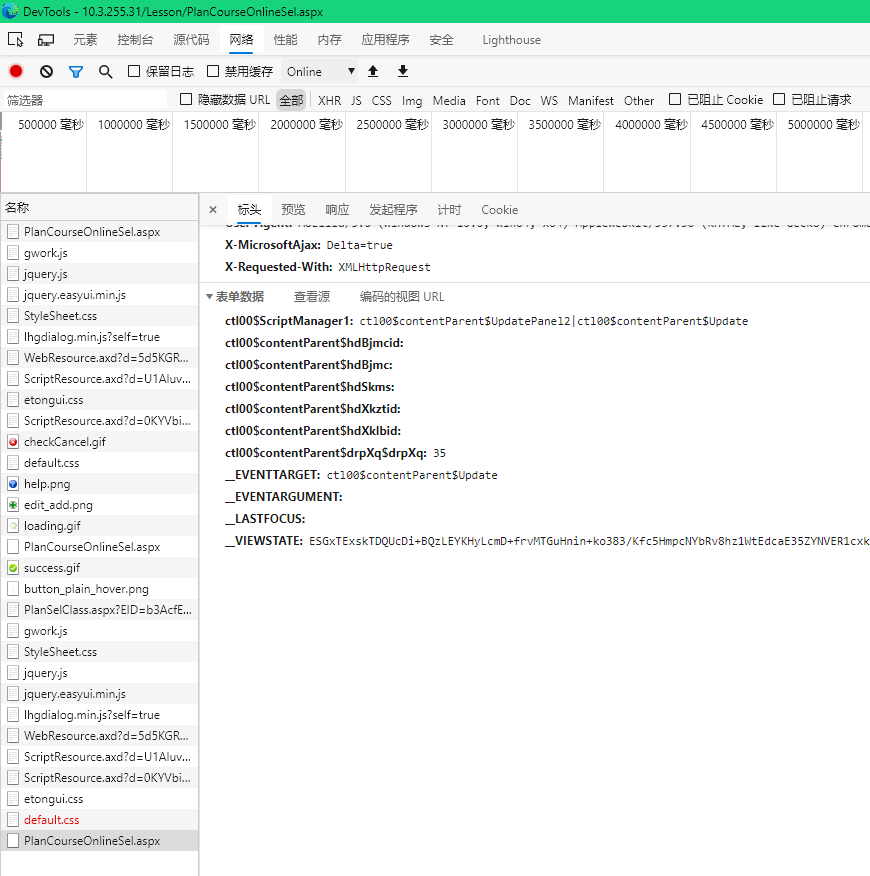 DevTools - 10.3.255.31/Lesson/PlanCourseOnlineSel.aspx
元素 控制台 源代码 网络 性能 内存 应用程序 安全 Lighthouse
保留日志 禁用缓存 Online
筛选器 隐藏数据 URL 全部 XHR JS CSS Img Media Font Doc WS Manifest Other 已阻止 Cookie 已阻止请求
500000 毫秒 1000000 毫秒 1500000 毫秒 2000000 毫秒 2500000 毫秒 3000000 毫秒 3500000 毫秒 4000000 毫秒 4500000 毫秒 5000000 毫秒
名称
PlanCourseOnlineSel.aspx
gwork.js
jquery.js
jquery.easyui.min.js
StyleSheet.css
lhgdialog.min.js?self=true
WebResource.axd?d=5d5KGR...
ScriptResource.axd?d=U1Aluv...
etongui.css
ScriptResource.axd?d=0KYVbi...
checkCancel.gif
default.css
help.png
edit_add.png
loading.gif
PlanCourseOnlineSel.aspx
success.gif
button_plain_hover.png
PlanSelClass.aspx?EID=b3AcfE...
gwork.js
StyleSheet.css
jquery.js
jquery.easyui.min.js
lhgdialog.min.js?self=true
WebResource.axd?d=5d5KGR...
ScriptResource.axd?d=U1Aluv...
ScriptResource.axd?d=0KYVbi...
etongui.css
default.css
PlanCourseOnlineSel.aspx
标头 预览 响应 发起程序 计时 Cookie
X-MicrosoftAjax: Delta=true
X-Requested-With: XMLHttpRequest
表单数据 查看源 编码的视图 URL
ctl00$ScriptManager1: ctl00$contentParent$UpdatePanel2|ctl00$contentParent$Update
ctl00$contentParent$hdBjmcid:
ctl00$contentParent$hdBjmc:
ctl00$contentParent$hdSkms:
ctl00$contentParent$hdXkztid:
ctl00$contentParent$hdXklbid:
ctl00$contentParent$drpXq$drpXq: 35
__EVENTTARGET: ctl00$contentParent$Update
__EVENTARGUMENT:
__LASTFOCUS:
__VIEWSTATE: ESGxTExskTDQUcDi+BQzLEYKHyLcmD+frvMTGuHnin+ko383/Kfc5HmpcNYbRv8hz1WtEdcaE35ZYNVER1cxk